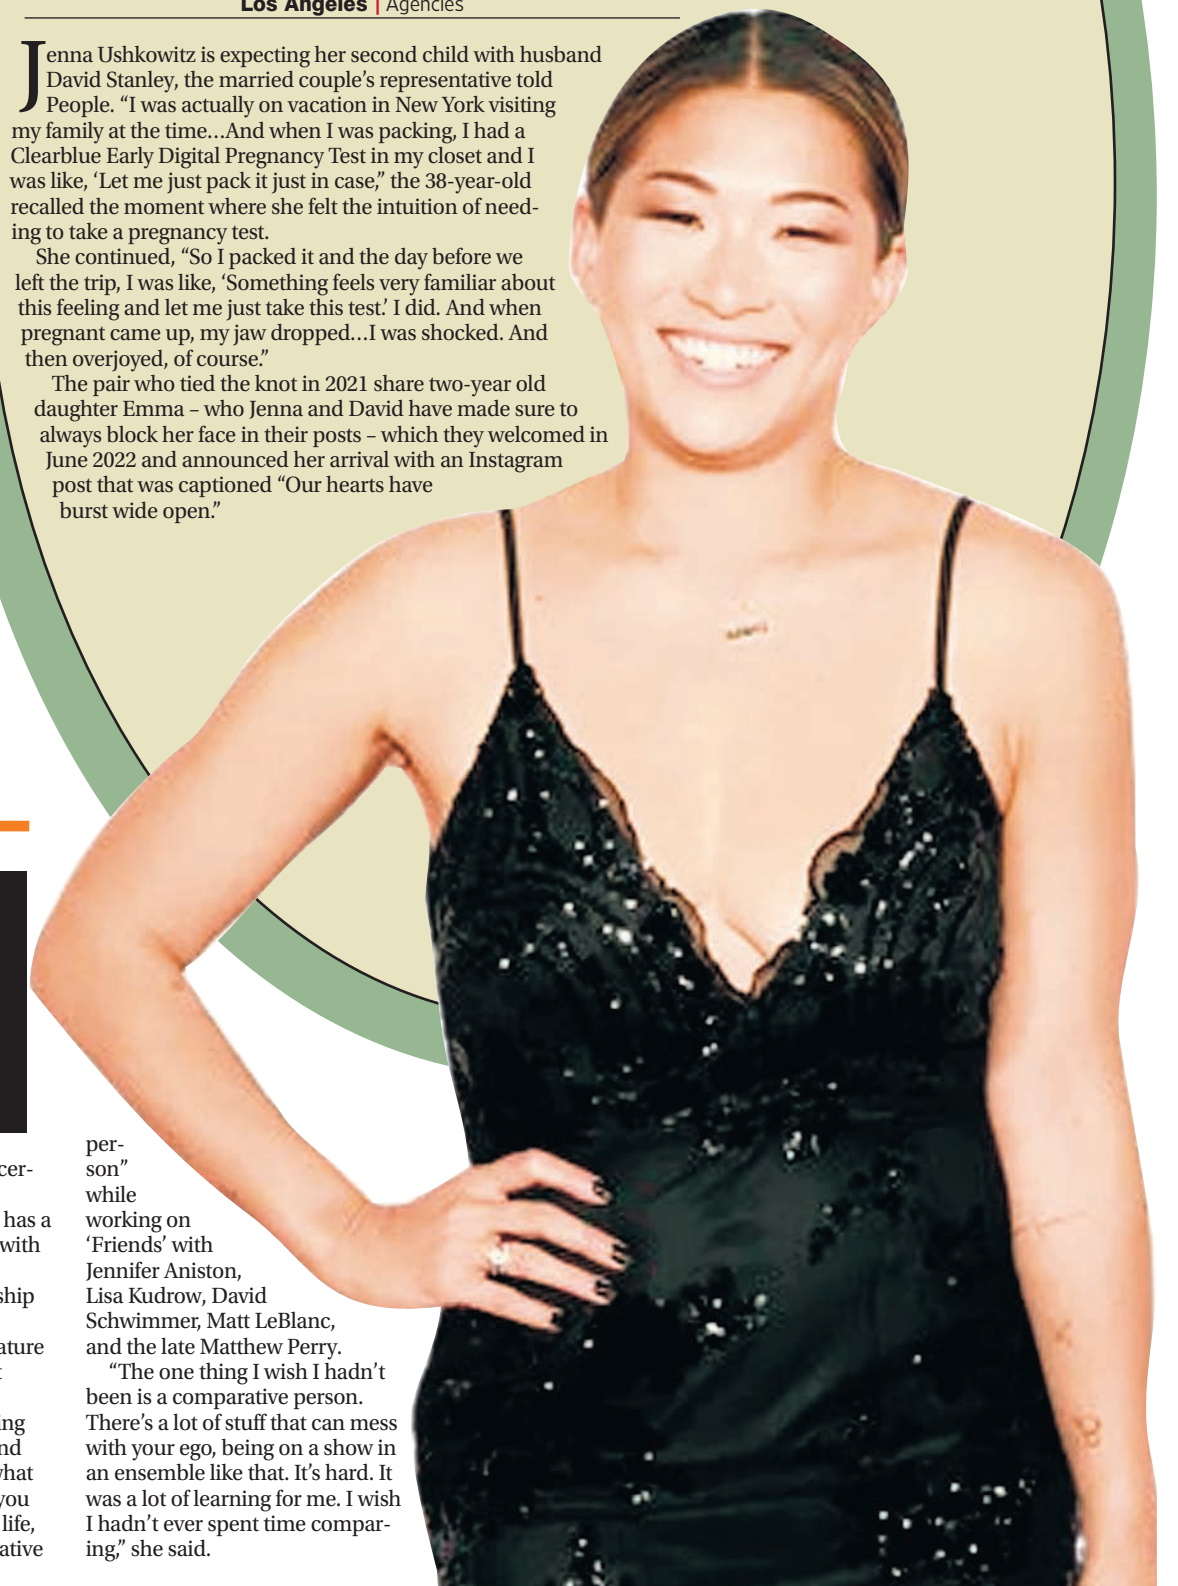 Los Angeles | Agencies
Jenna Ushkowitz is expecting her second child with husband
David Stanley, the married couple’s representative told
People. “I was actually on vacation in New York visiting
my family at the time…And when I was packing, I had a
Clearblue Early Digital Pregnancy Test in my closet and I
was like, ‘Let me just pack it just in case,” the 38-year-old
recalled the moment where she felt the intuition of need-
ing to take a pregnancy test.
She continued, “So I packed it and the day before we
left the trip, I was like, ‘Something feels very familiar about
this feeling and let me just take this test.’ I did. And when
pregnant came up, my jaw dropped…I was shocked. And
then overjoyed, of course.”
The pair who tied the knot in 2021 share two-year old
daughter Emma – who Jenna and David have made sure to
always block her face in their posts – which they welcomed in
June 2022 and announced her arrival with an Instagram
post that was captioned “Our hearts have
burst wide open.”
cer-
has a
with
ship
ature
ing
nd
what
you
life,
ative
per-
son”
while
working on
‘Friends’ with
Jennifer Aniston,
Lisa Kudrow, David
Schwimmer, Matt LeBlanc,
and the late Matthew Perry.
“The one thing I wish I hadn’t
been is a comparative person.
There’s a lot of stuff that can mess
with your ego, being on a show in
an ensemble like that. It’s hard. It
was a lot of learning for me. I wish
I hadn’t ever spent time compar-
ing,” she said.